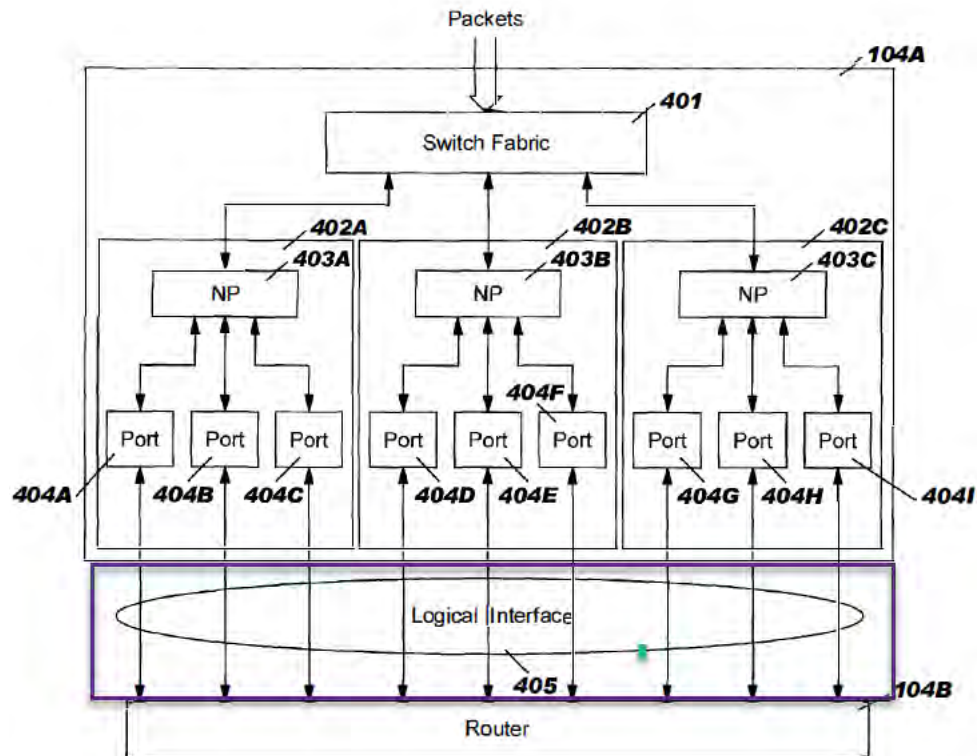 Packets
104A
401
Switch Fabric
402A
402B
402C
403A
403B
403C
NP
NP
NP
404F
Port
Port
Port
Port
Port
Port
Port
Port
Port
404A
404B
404C
404D
404E
404G
404H
404I
Logical Interface
405
104B
Router